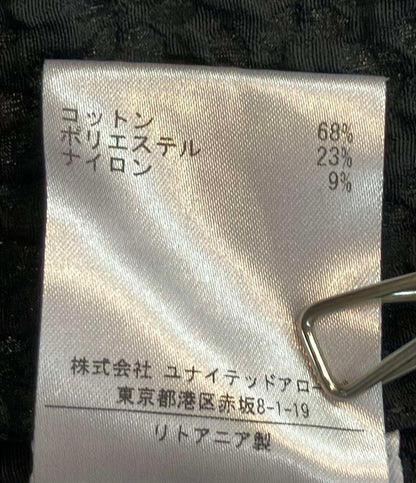 コットン 68%
ポリエステル 23%
ナイロン 9%
株式会社 ユナイテッドアロー
東京都港区赤坂8-1-19
リトアニア製